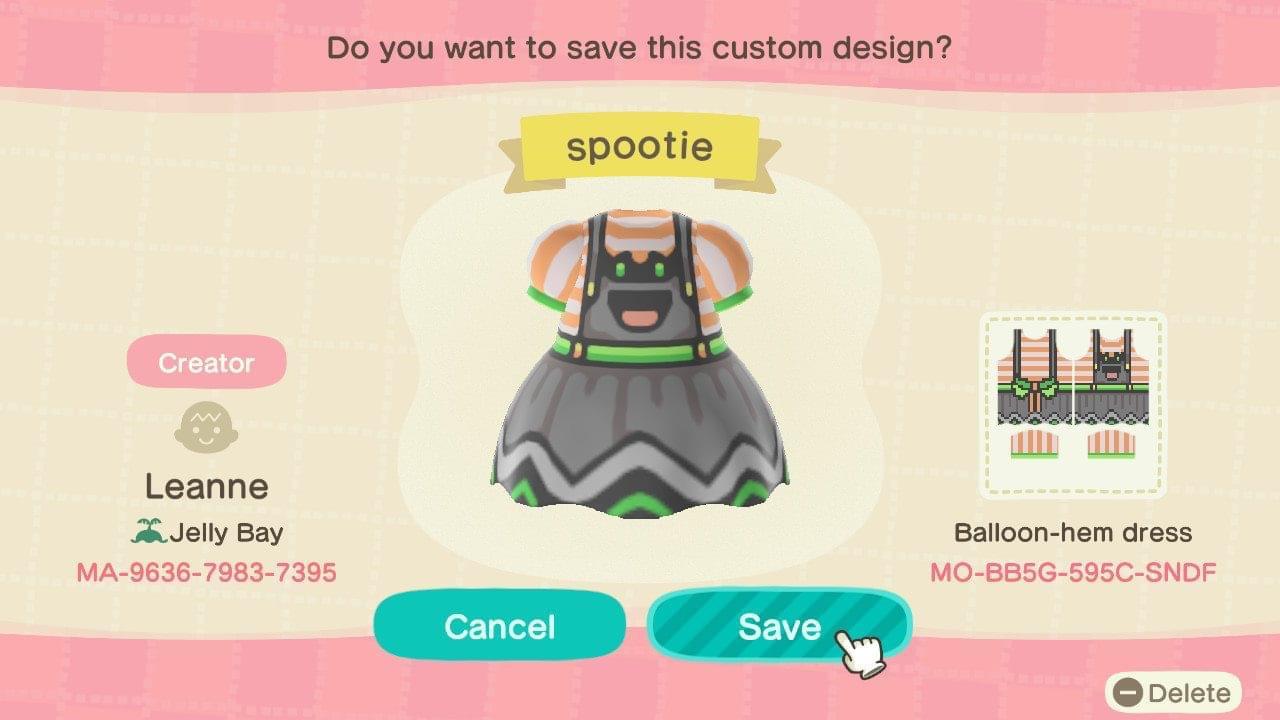 Do you want to save this custom design?
spootie
Creator
Leanne
Jelly Bay
MA-9636-7983-7395
Balloon-hem dress
MO-BB5G-595C-SNDF
Cancel
Save
Delete